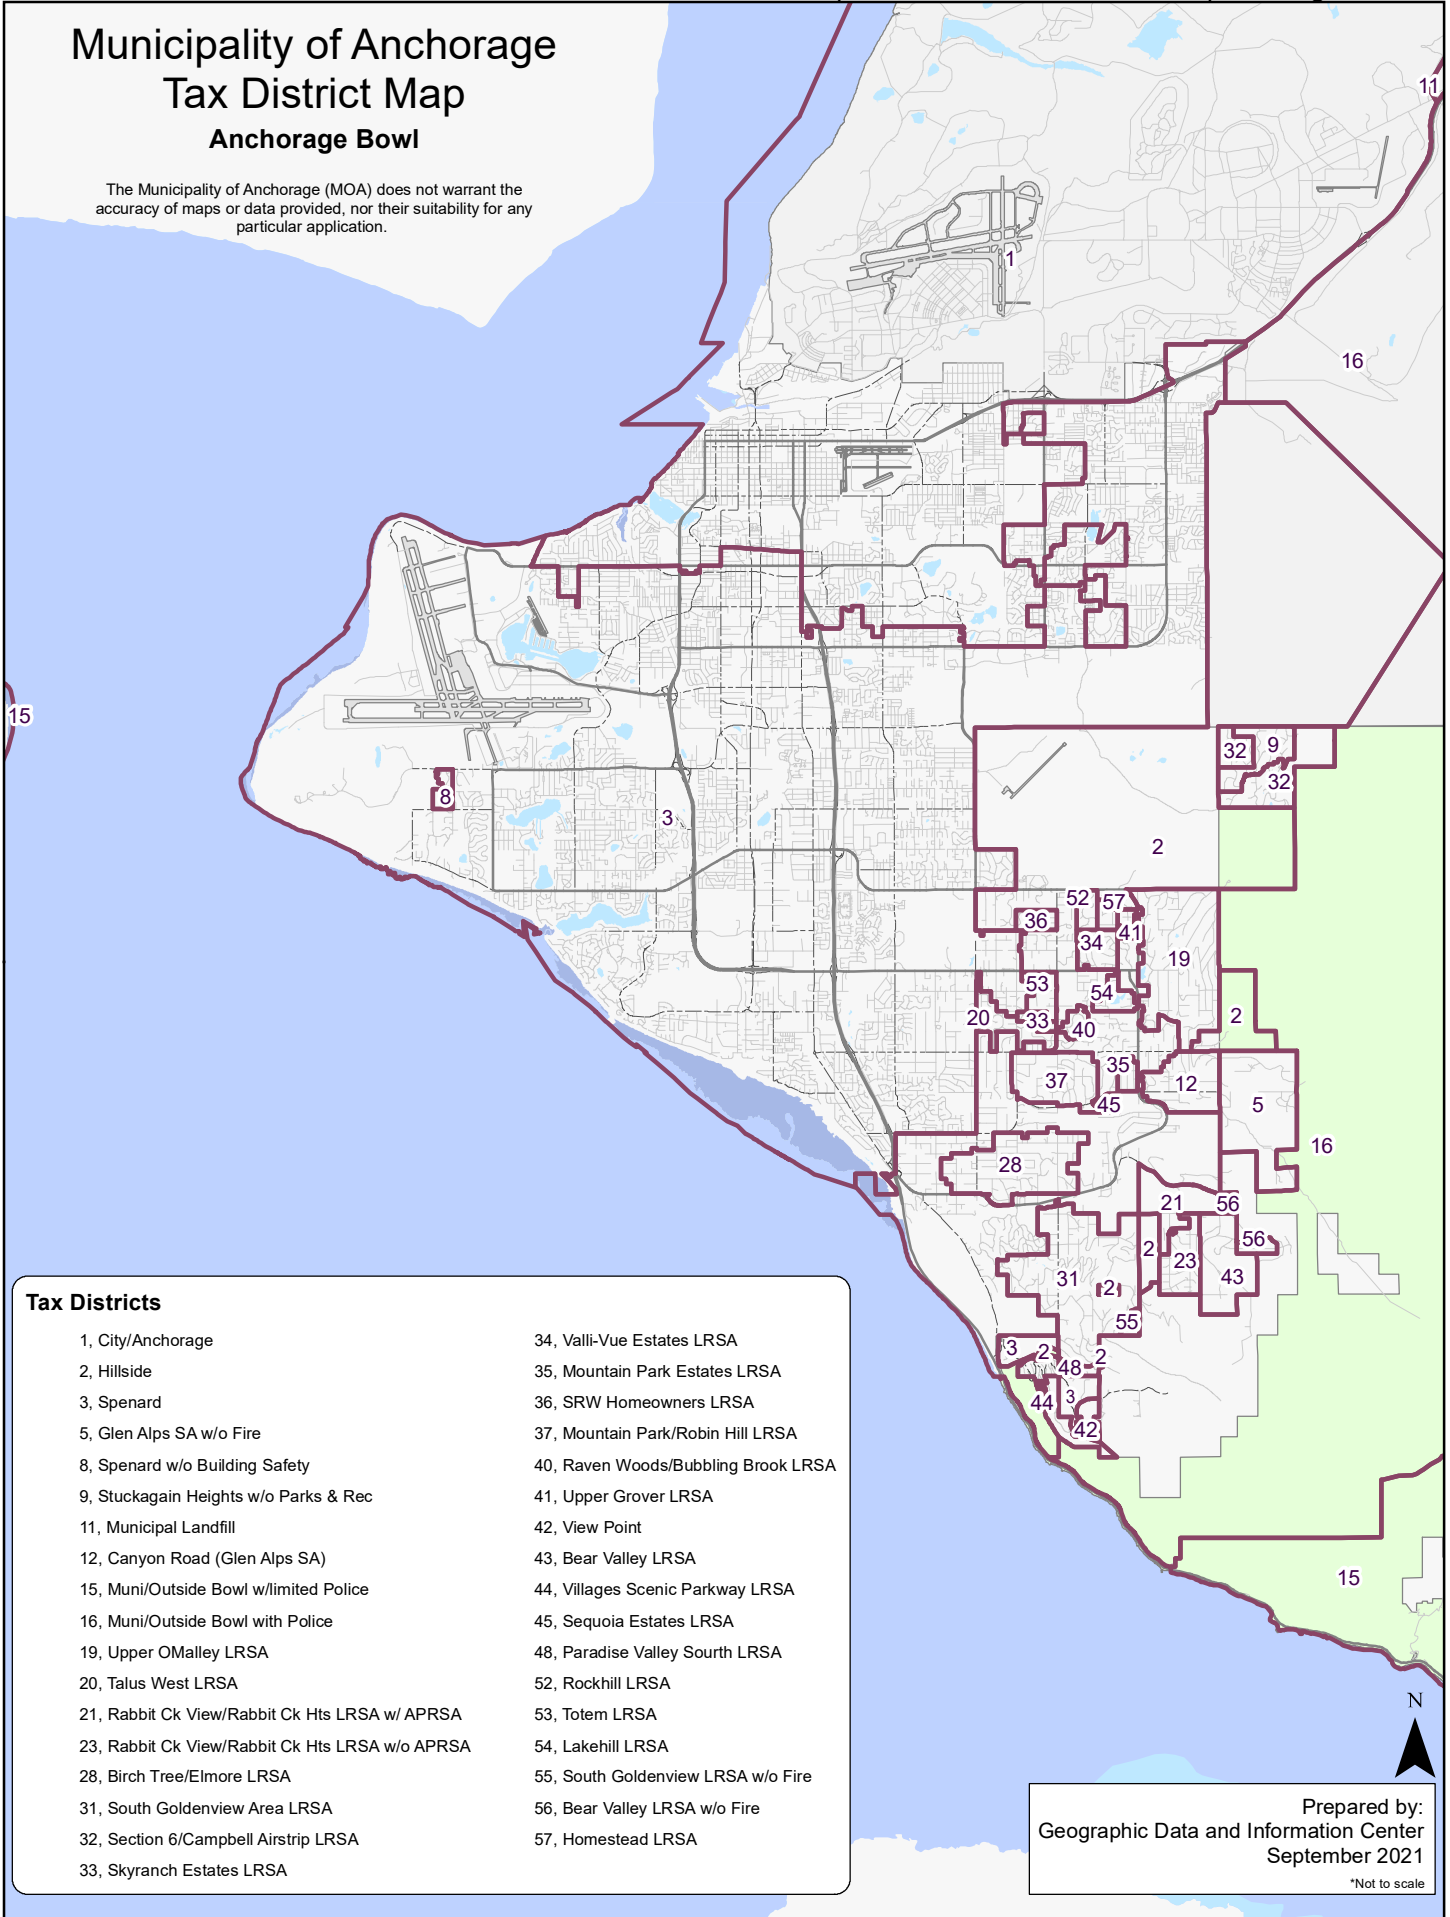 Municipality of Anchorage
Tax District Map
Anchorage Bowl
The Municipality of Anchorage (MOA) does not warrant the
accuracy of maps or data provided, nor their suitability for any
particular application.
11
1
16
15
32
9
32
8
3
2
52
57
36
41
34
19
53
54
2
20
33
40
35
37
12
45
5
16
28
21
56
56
2
23
43
31
2
55
3
2
2
48
3
44
42
15
Tax Districts
1, City/Anchorage
2, Hillside
3, Spenard
5, Glen Alps SA w/o Fire
8, Spenard w/o Building Safety
9, Stuckagain Heights w/o Parks & Rec
11, Municipal Landfill
12, Canyon Road (Glen Alps SA)
15, Muni/Outside Bowl w/limited Police
16, Muni/Outside Bowl with Police
19, Upper OMalley LRSA
20, Talus West LRSA
21, Rabbit Ck View/Rabbit Ck Hts LRSA w/ APRSA
23, Rabbit Ck View/Rabbit Ck Hts LRSA w/o APRSA
28, Birch Tree/Elmore LRSA
31, South Goldenview Area LRSA
32, Section 6/Campbell Airstrip LRSA
33, Skyranch Estates LRSA
34, Valli-Vue Estates LRSA
35, Mountain Park Estates LRSA
36, SRW Homeowners LRSA
37, Mountain Park/Robin Hill LRSA
40, Raven Woods/Bubbling Brook LRSA
41, Upper Grover LRSA
42, View Point
43, Bear Valley LRSA
44, Villages Scenic Parkway LRSA
45, Sequoia Estates LRSA
48, Paradise Valley Sourth LRSA
52, Rockhill LRSA
53, Totem LRSA
54, Lakehill LRSA
55, South Goldenview LRSA w/o Fire
56, Bear Valley LRSA w/o Fire
57, Homestead LRSA
N
Prepared by:
Geographic Data and Information Center
September 2021
*Not to scale